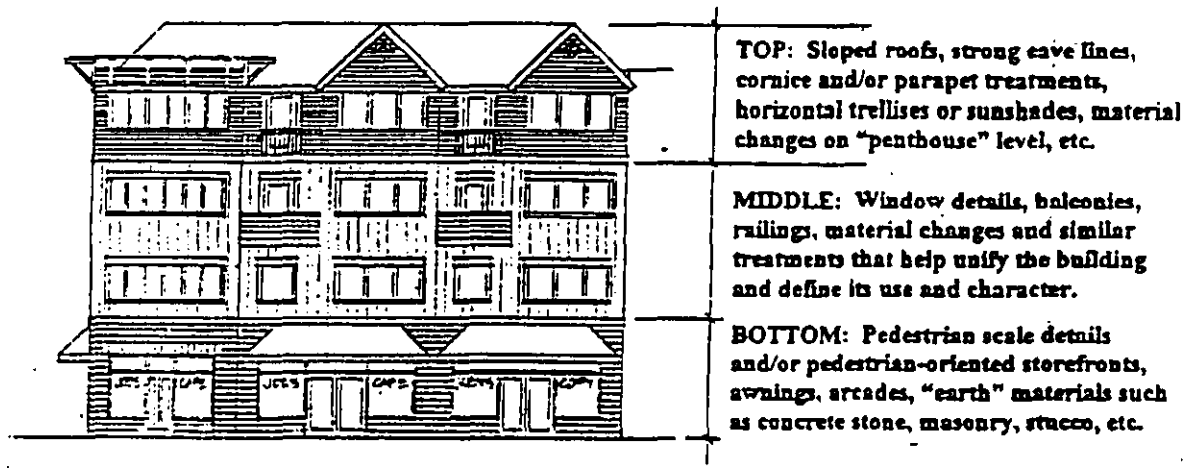 TOP: Sloped roofs, strong eave lines,
cornice and/or parapet treatments,
horizontal trellises or sunshades, material
changes on "penthouse" level, etc.
MIDDLE: Window details, balconies,
railings, material changes and similar
treatments that help unify the building
and define its use and character.
BOTTOM: Pedestrian scale details
and/or pedestrian-oriented storefronts,
awnings, arcades, "earth" materials such
as concrete stone, masonry, stucco, etc.
CAFE